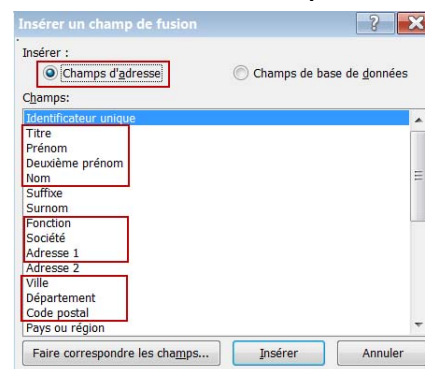 Insérer un champ de fusion
Insérer :
Champs d'adresse Champs de base de données
Champs:
Identificateur unique
Titre
Prénom
Deuxième prénom
Nom
Suffixe
Surnom
Fonction
Société
Adresse 1
Adresse 2
Ville
Département
Code postal
Pays ou région
Faire correspondre les champs... Insérer Annuler